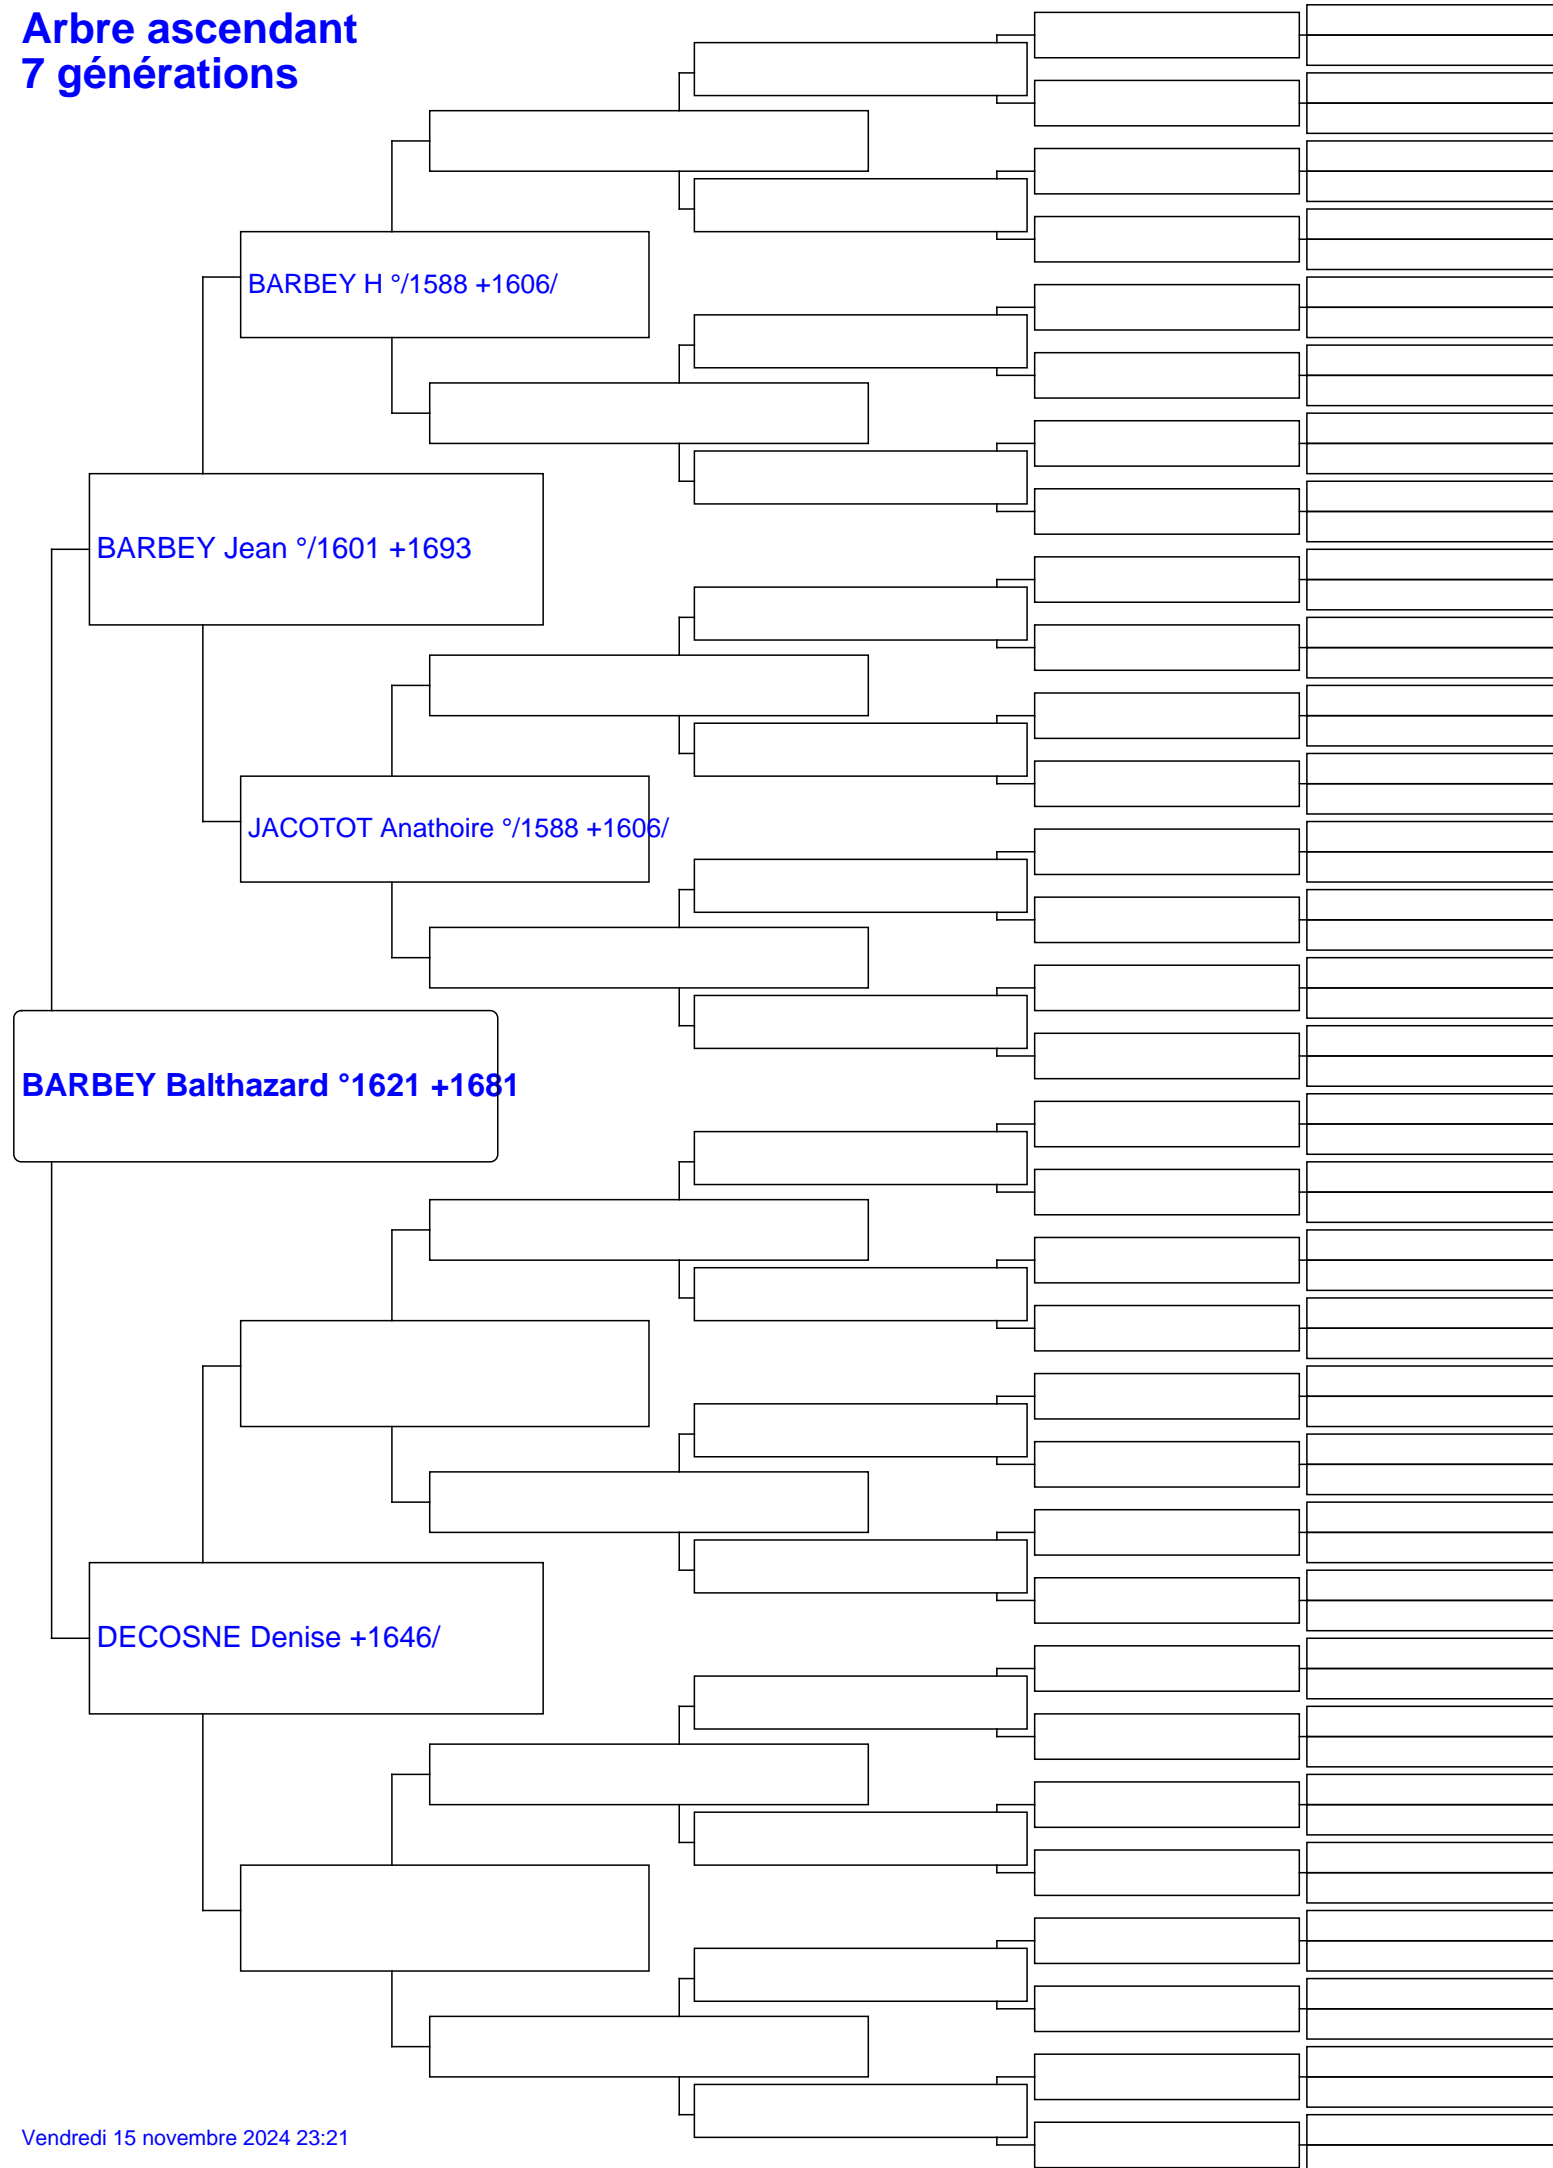 Arbre ascendant
7 générations
BARBEY H °/1588 +1606/
BARBEY Jean °/1601 +1693
JACOTOT Anathoire °/1588 +1606/
BARBEY Balthazard °1621 +1681
DECOSNE Denise +1646/
Vendredi 15 novembre 2024 23:21